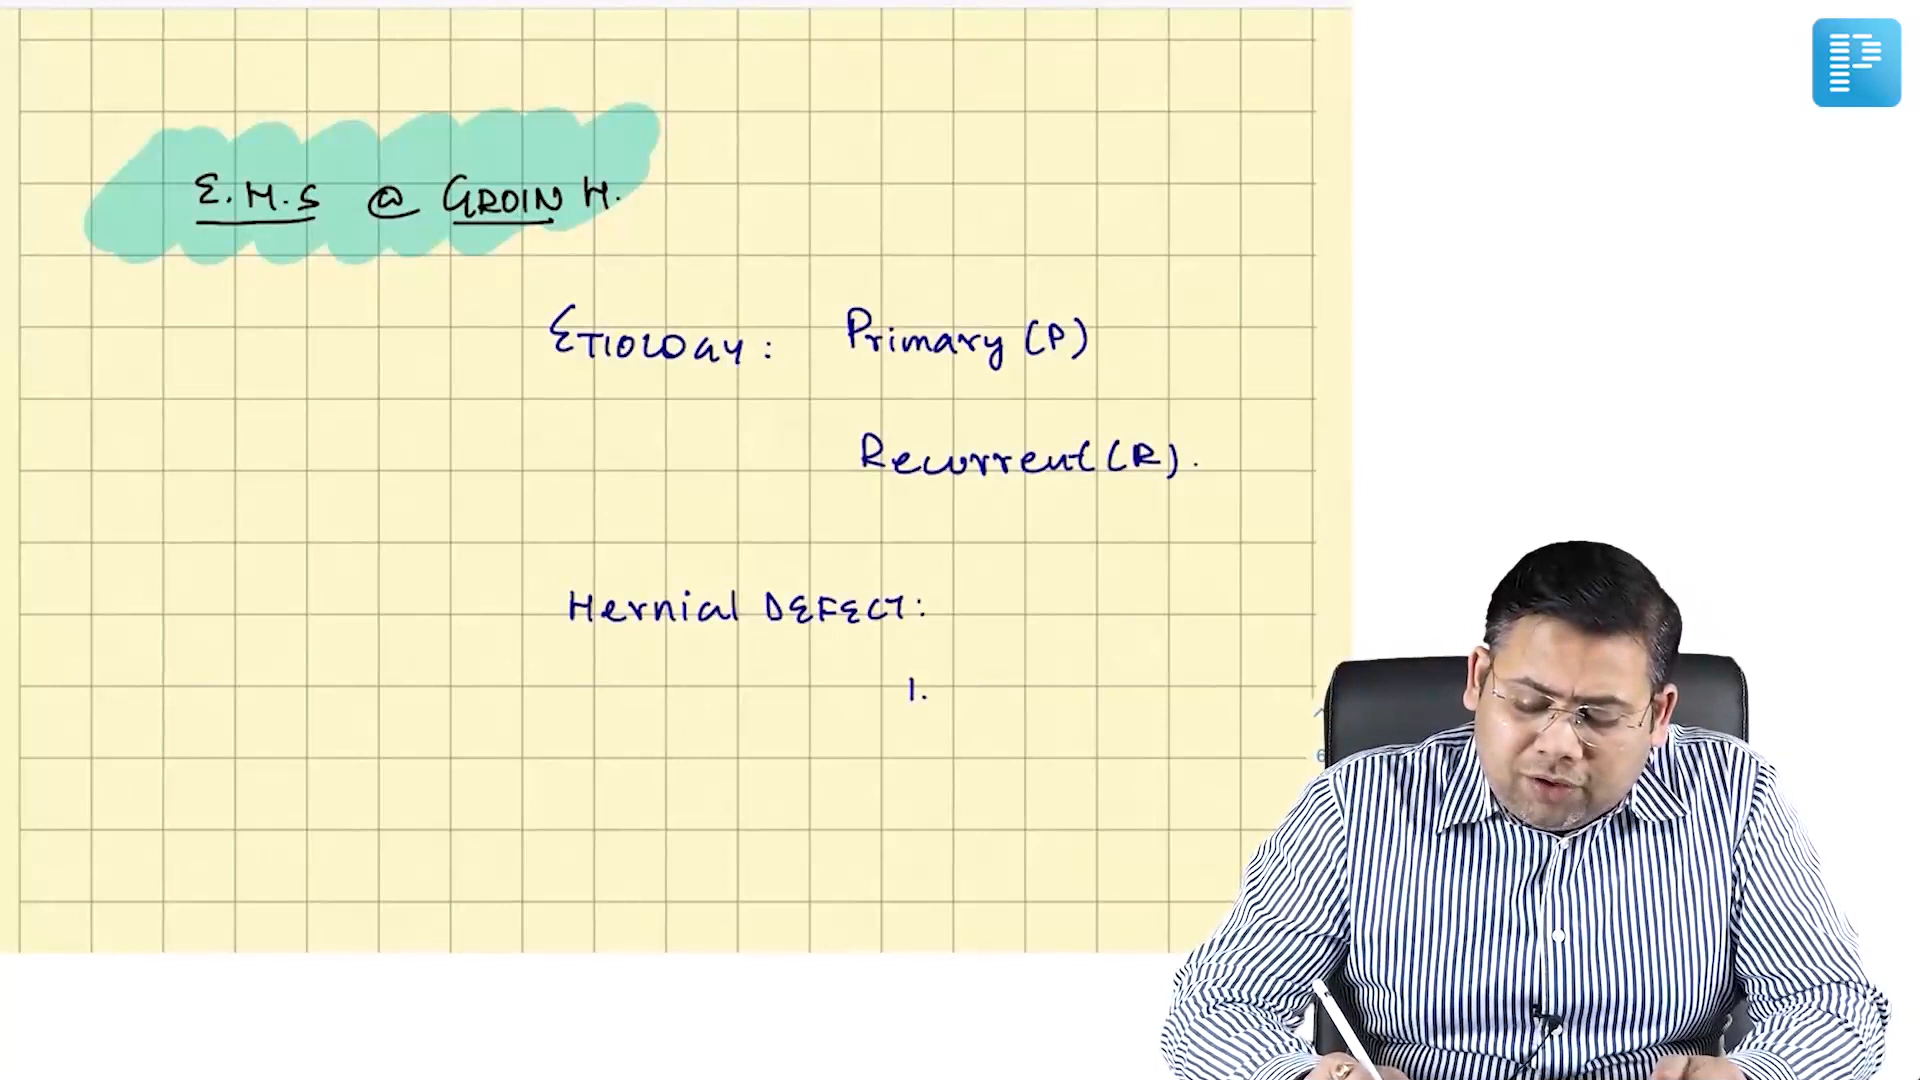 E.H.S @ GROIN H.
ETIOLOGY: Primary (P)
Recurrent (R).
Hernial DEFECT:
1.